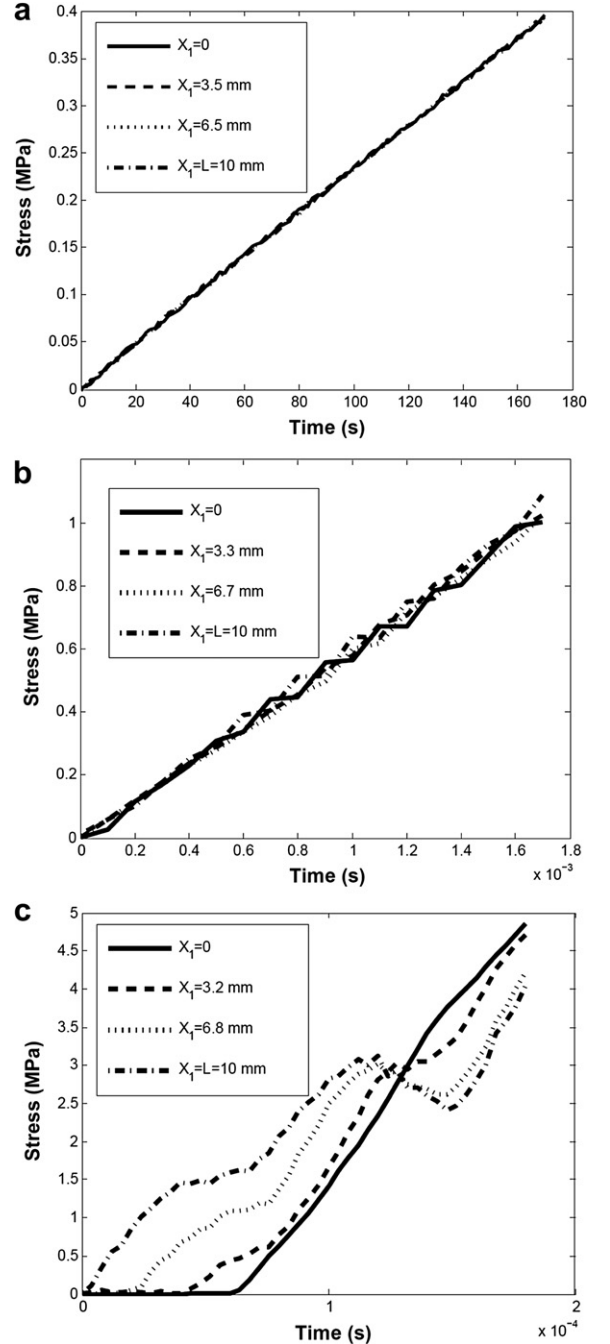 a
0.4
0.35
0.3
0.25
0.2
0.15
0.1
0.05
0
Stress (MPa)
X₁=0
X₁=3.5 mm
X₁=6.5 mm
X₁=L=10 mm
0 20 40 60 80 100 120 140 160 180
Time (s)
b
1
0.8
0.6
0.4
0.2
0
Stress (MPa)
X₁=0
X₁=3.3 mm
X₁=6.7 mm
X₁=L=10 mm
0 0.2 0.4 0.6 0.8 1 1.2 1.4 1.6 1.8
x 10⁻³
Time (s)
c
5
4.5
4
3.5
3
2.5
2
1.5
1
0.5
0
Stress (MPa)
X₁=0
X₁=3.2 mm
X₁=6.8 mm
X₁=L=10 mm
0 1 2
x 10⁻⁴
Time (s)